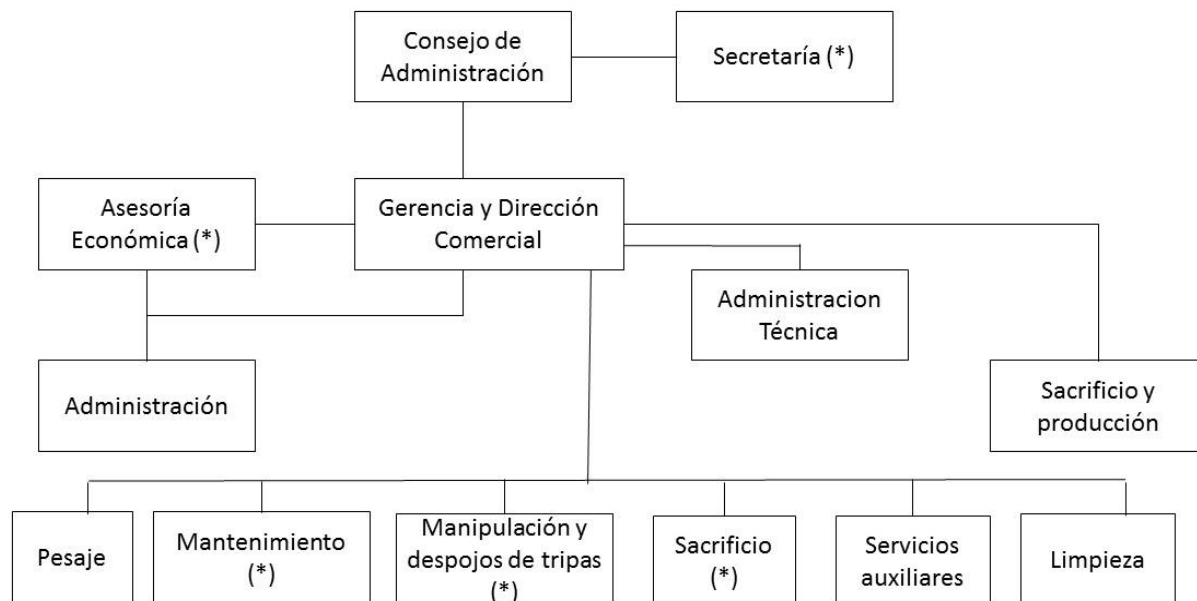 Consejo de
Administración
Secretaría (*)
Asesoría
Económica (*)
Gerencia y Dirección
Comercial
Administracion
Técnica
Administración
Sacrificio y
producción
Pesaje
Mantenimiento
(*)
Manipulación y
despojos de tripas
(*)
Sacrificio
(*)
Servicios
auxiliares
Limpieza